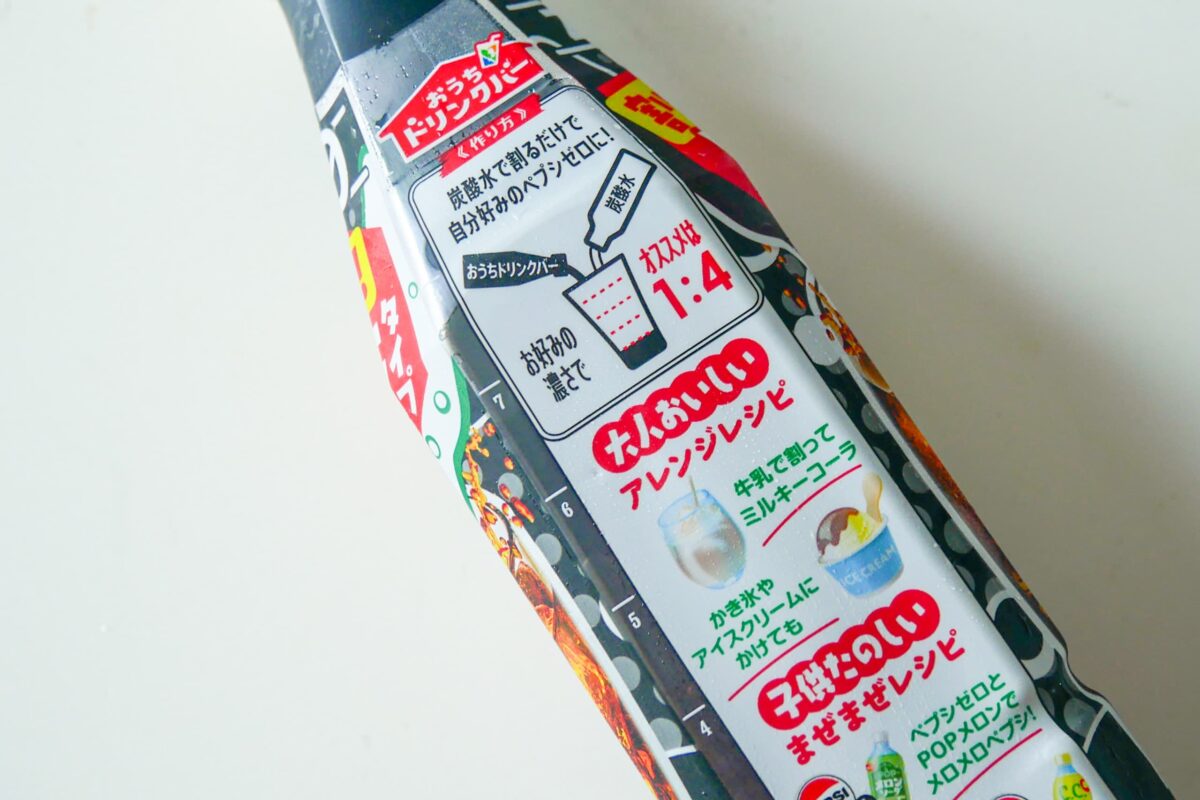 おうち
ドリンクバー
《作り方》
炭酸水で割るだけで
自分好みのペプシゼロに!
炭酸水
おうちドリンクバー
オススメは
1:4
お好みの
濃さで
大人おいしい
アレンジレシピ
牛乳で割って
ミルキーコーラ
ICE CREAM
かき氷や
アイスクリームに
かけても
子供たのしい
まぜまぜレシピ
ペプシゼロと
POPメロンで
メロメロペプシ!
7
6
5
4
タイプ
割
POP